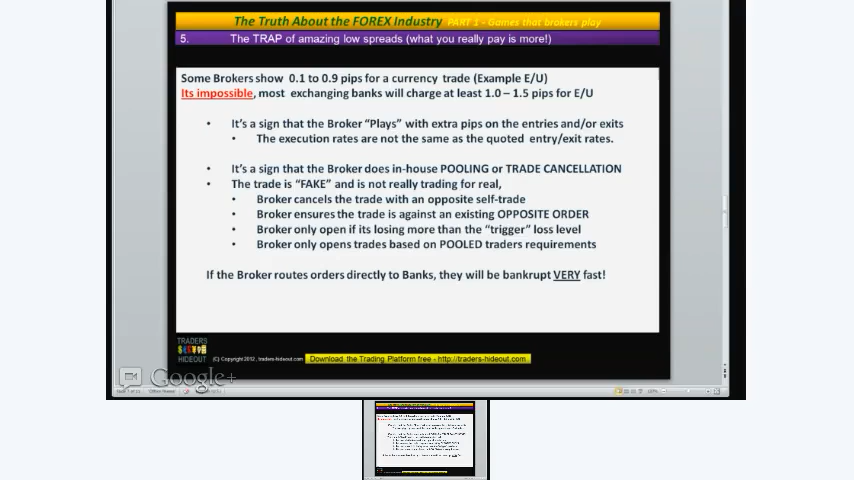 The Truth About the FOREX Industry PART 1 - Games that brokers play
5. The TRAP of amazing low spreads (what you really pay is more!)
Some Brokers show 0.1 to 0.9 pips for a currency trade (Example E/U)
Its impossible, most exchanging banks will charge at least 1.0 – 1.5 pips for E/U
• It's a sign that the Broker "Plays" with extra pips on the entries and/or exits
• The execution rates are not the same as the quoted entry/exit rates.
• It's a sign that the Broker does in-house POOLING or TRADE CANCELLATION
• The trade is "FAKE" and is not really trading for real,
• Broker cancels the trade with an opposite self-trade
• Broker ensures the trade is against an existing OPPOSITE ORDER
• Broker only open if its losing more than the "trigger" loss level
• Broker only opens trades based on POOLED traders requirements
If the Broker routes orders directly to Banks, they will be bankrupt VERY fast!
TRADERS
HIDEOUT
(C) Copyright 2012, traders-hideout.com
Download the Trading Platform free - http://traders-hideout.com
Google+